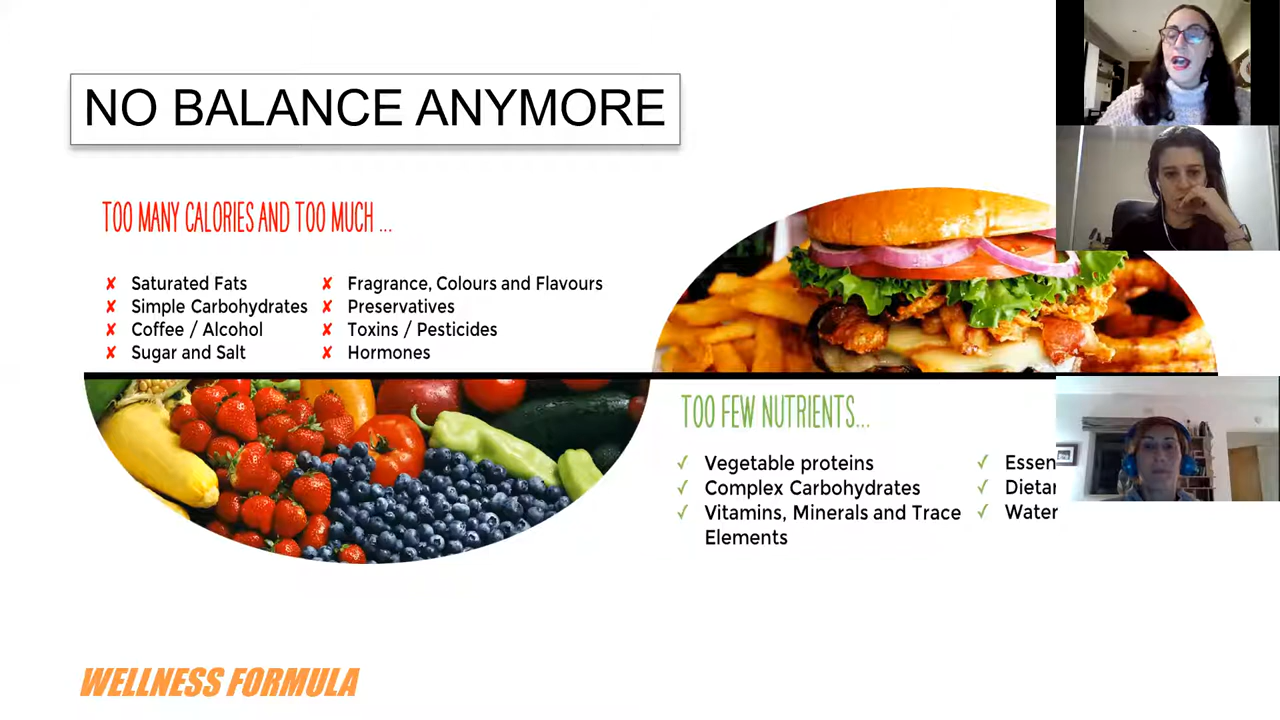 NO BALANCE ANYMORE
TOO MANY CALORIES AND TOO MUCH ...
✘ Saturated Fats
✘ Simple Carbohydrates
✘ Coffee / Alcohol
✘ Sugar and Salt
✘ Fragrance, Colours and Flavours
✘ Preservatives
✘ Toxins / Pesticides
✘ Hormones
TOO FEW NUTRIENTS...
✓ Vegetable proteins
✓ Complex Carbohydrates
✓ Vitamins, Minerals and Trace
Elements
✓ Essen
✓ Dietar
✓ Water
WELLNESS FORMULA